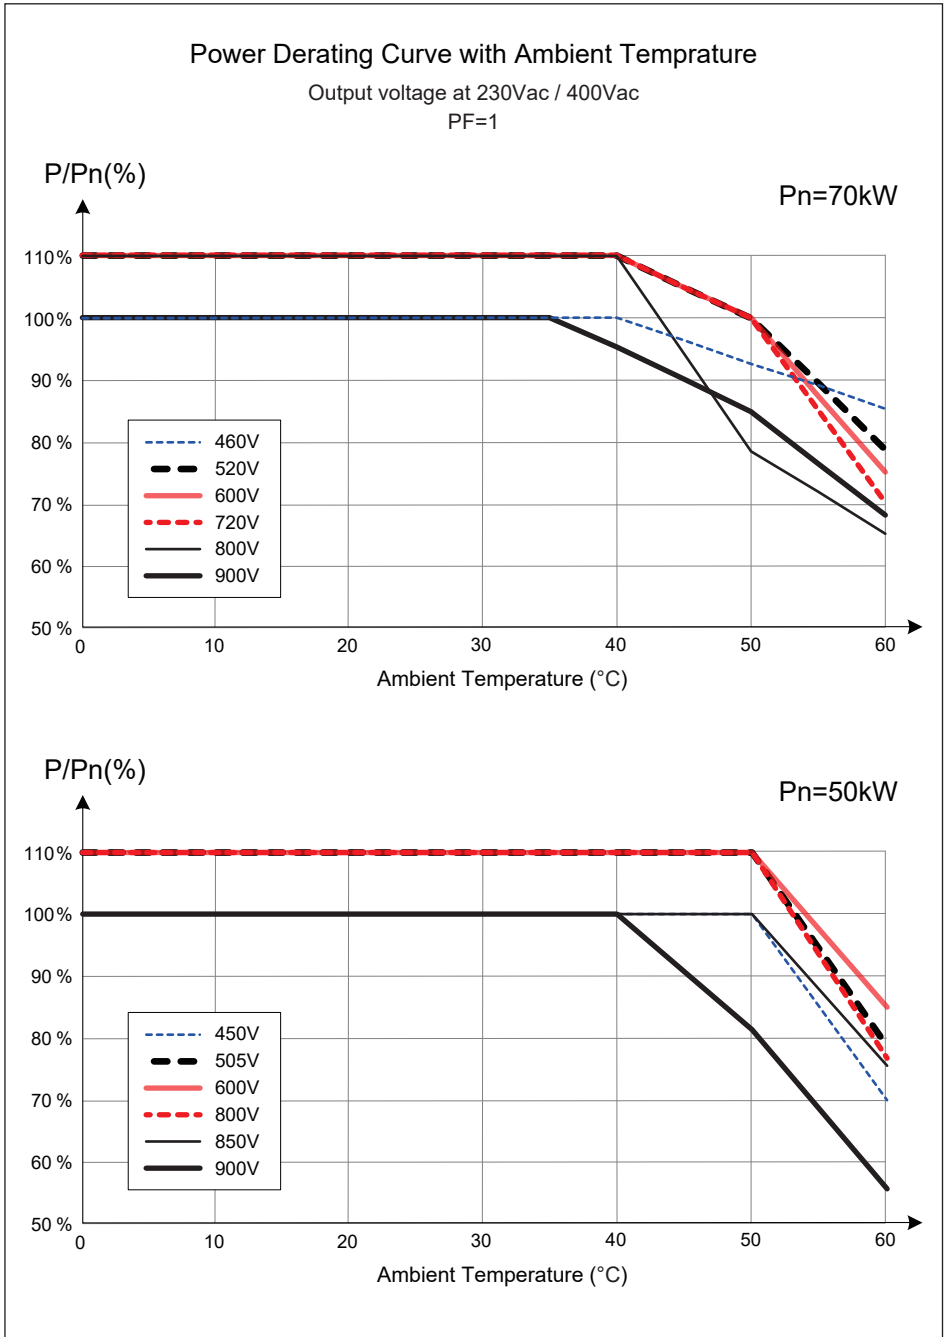 Power Derating Curve with Ambient Temprature
Output voltage at 230Vac / 400Vac
PF=1
P/Pn(%)
Pn=70kW
110%
100%
90 %
80 %
70 %
60 %
50 %
460V
520V
600V
720V
800V
900V
0 10 20 30 40 50 60
Ambient Temperature (°C)
P/Pn(%)
Pn=50kW
110%
100%
90 %
80 %
70 %
60 %
50 %
450V
505V
600V
800V
850V
900V
0 10 20 30 40 50 60
Ambient Temperature (°C)